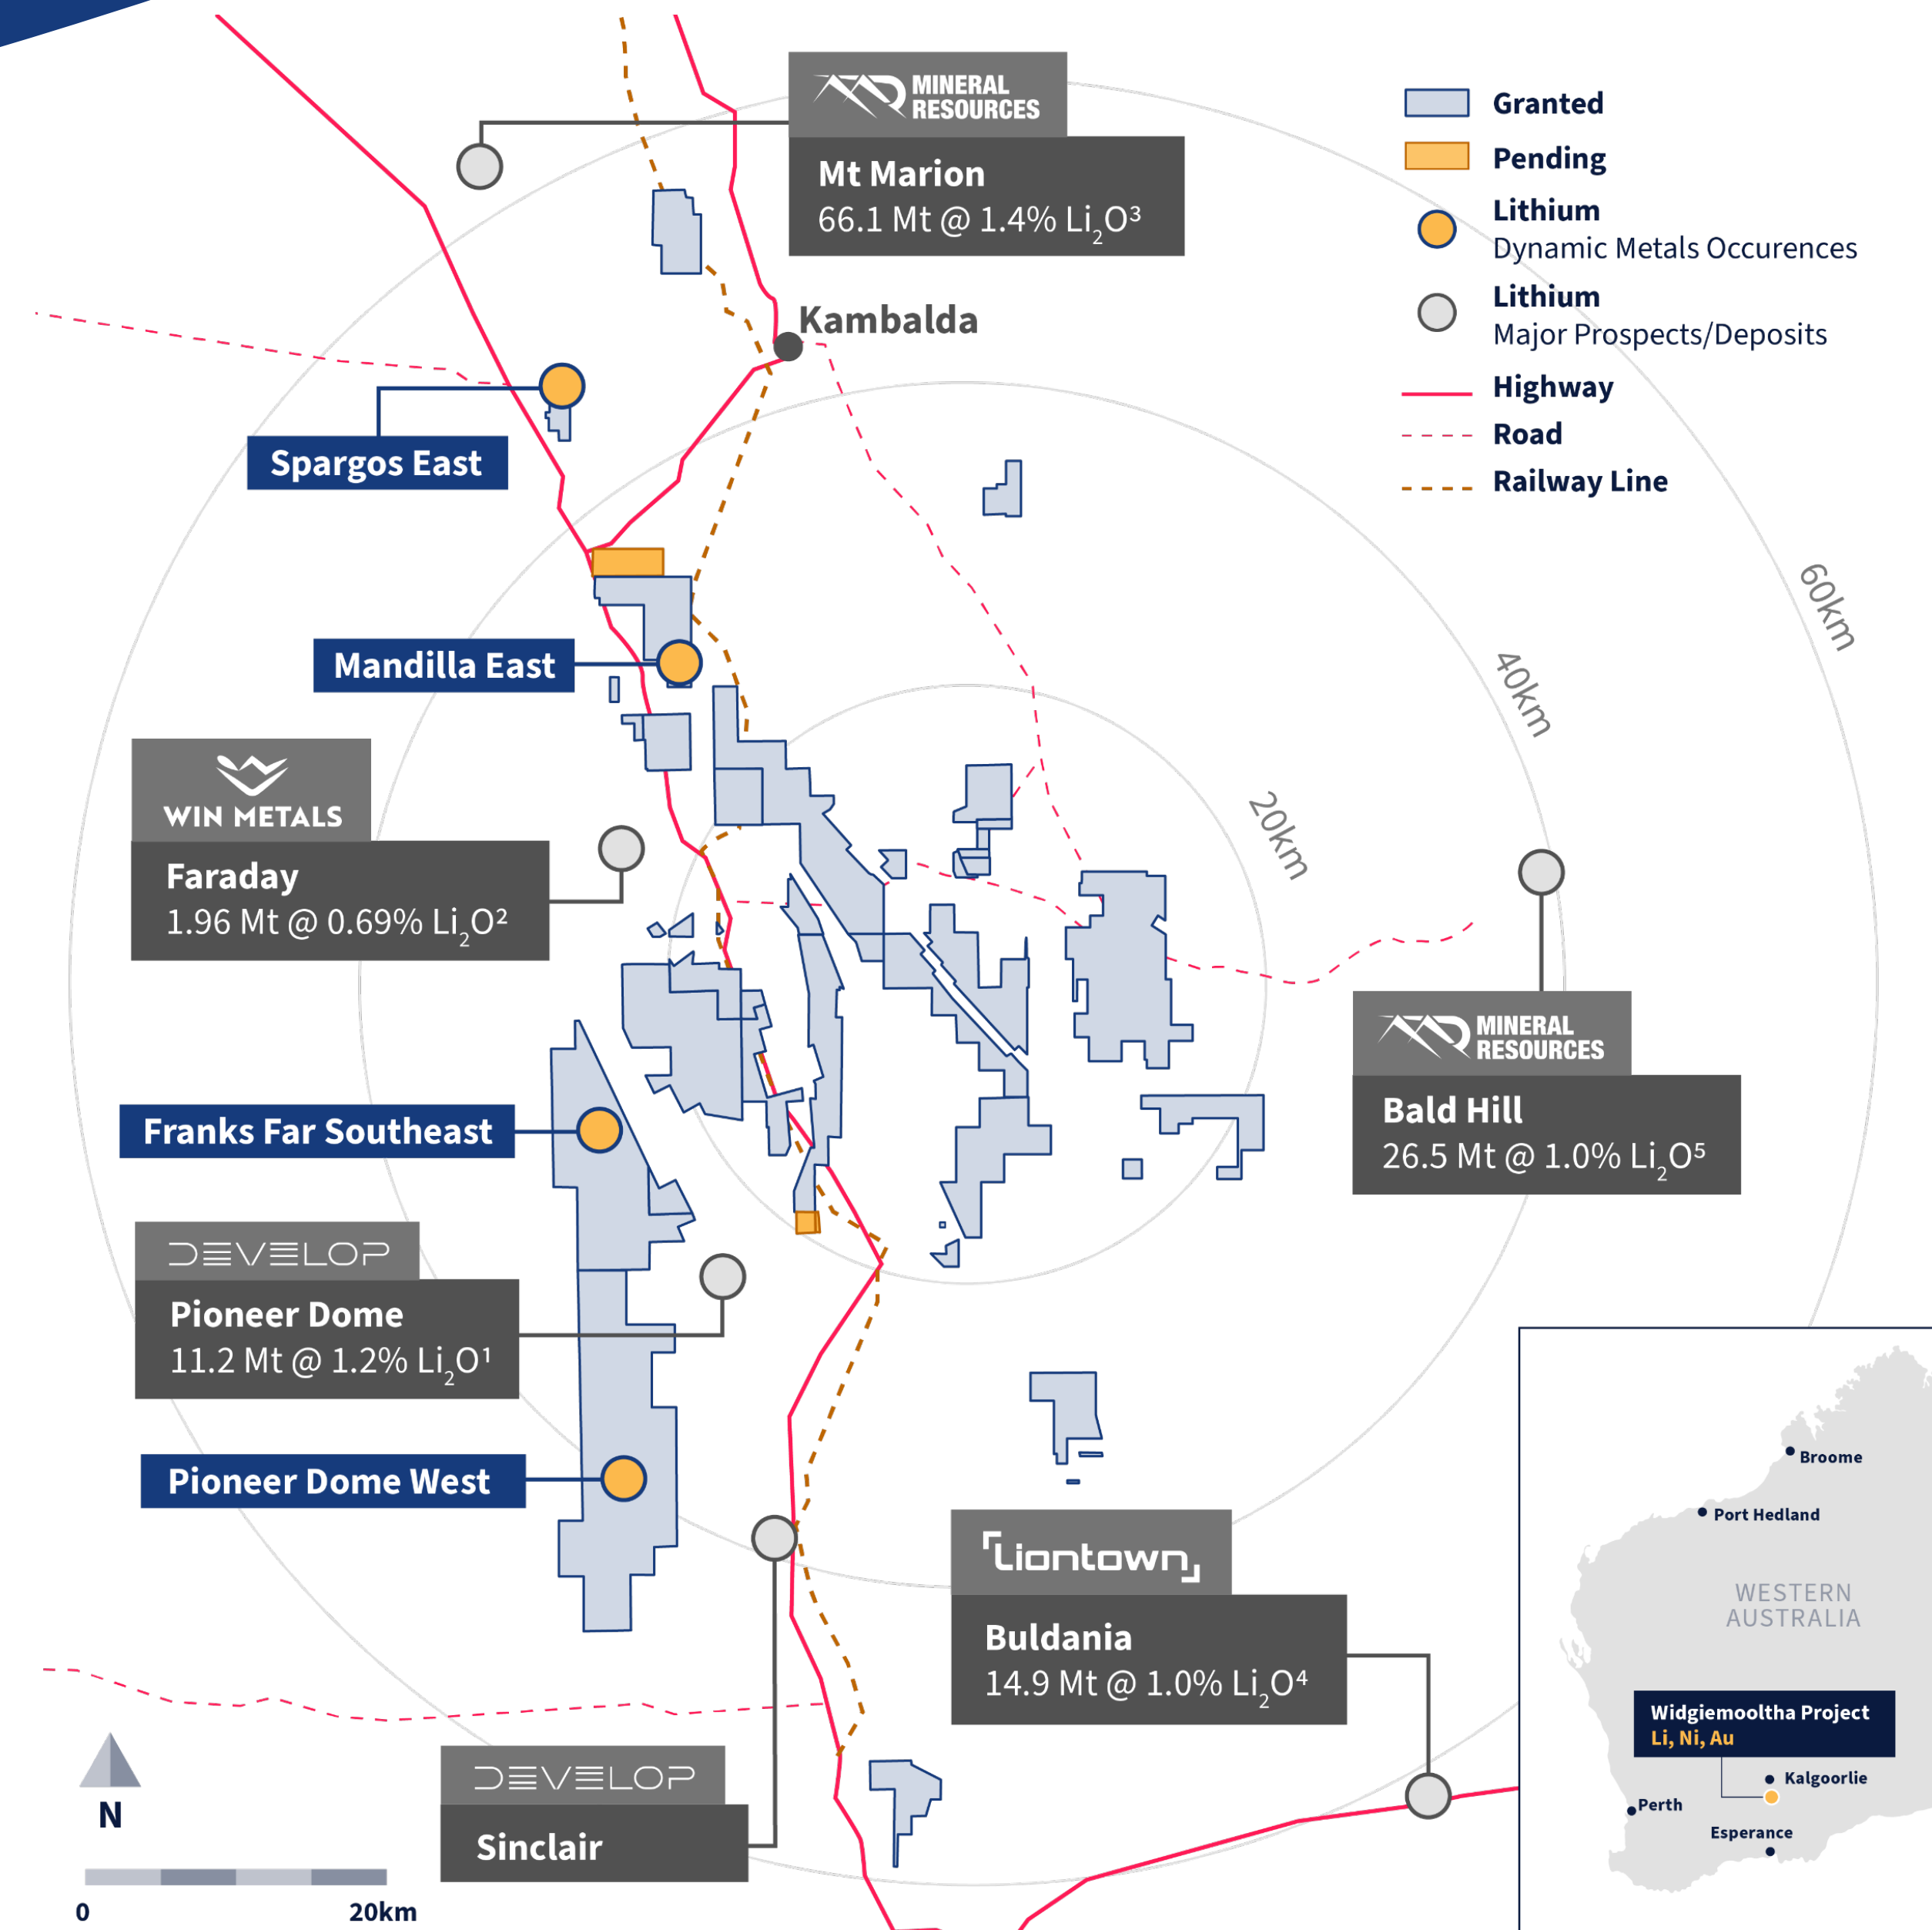 MINERAL
RESOURCES
Mt Marion
66.1 Mt @ 1.4% Li₂O³
Granted
Pending
Lithium
Dynamic Metals Occurences
Lithium
Major Prospects/Deposits
Highway
Road
Railway Line
Kambalda
Spargos East
Mandilla East
60km
40km
20km
WIN METALS
Faraday
1.96 Mt @ 0.69% Li₂O²
MINERAL
RESOURCES
Bald Hill
26.5 Mt @ 1.0% Li₂O⁵
Franks Far Southeast
DEVELOP
Pioneer Dome
11.2 Mt @ 1.2% Li₂O¹
Pioneer Dome West
Liontown
Buldania
14.9 Mt @ 1.0% Li₂O⁴
DEVELOP
Sinclair
N
0
20km
Broome
Port Hedland
WESTERN
AUSTRALIA
Widgiemooltha Project
Li, Ni, Au
Kalgoorlie
Perth
Esperance